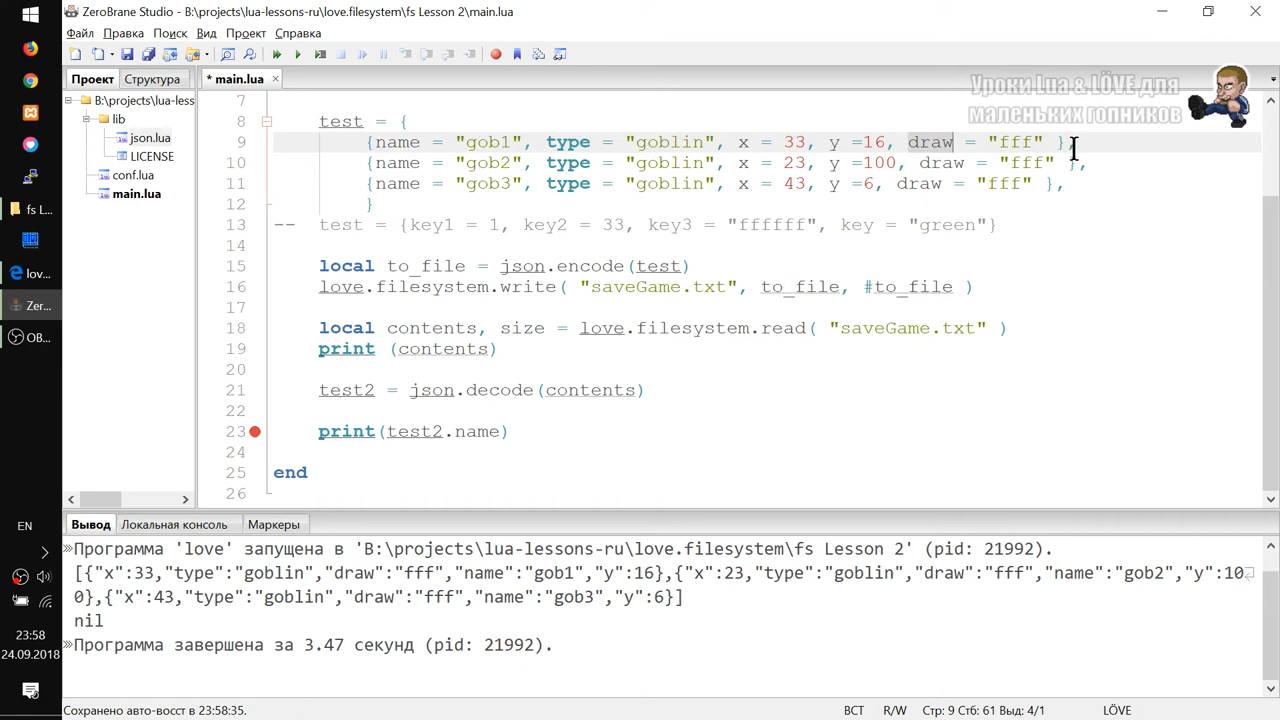 ZeroBrane Studio - B:\projects\lua-lessons-ru\love.filesystem\fs Lesson 2\main.lua
Файл Правка Поиск Вид Проект Справка
Уроки Lua & LÖVE для
маленьких гопников
Проект Структура
* main.lua
B:\projects\lua-less
lib
json.lua
LICENSE
conf.lua
main.lua
7
8 test = {
9 {name = "gob1", type = "goblin", x = 33, y =16, draw = "fff" },
10 {name = "gob2", type = "goblin", x = 23, y =100, draw = "fff" },
11 {name = "gob3", type = "goblin", x = 43, y =6, draw = "fff" },
12 }
13 -- test = {key1 = 1, key2 = 33, key3 = "ffffff", key = "green"}
14
15 local to_file = json.encode(test)
16 love.filesystem.write( "saveGame.txt", to_file, #to_file )
17
18 local contents, size = love.filesystem.read( "saveGame.txt" )
19 print (contents)
20
21 test2 = json.decode(contents)
22
23 print(test2.name)
24
25 end
26
fs L...
lov...
Zer...
OB...
EN
23:58
24.09.2018
Вывод Локальная консоль Маркеры
Программа 'love' запущена в 'B:\projects\lua-lessons-ru\love.filesystem\fs Lesson 2' (pid: 21992).
[{"x":33,"type":"goblin","draw":"fff","name":"gob1","y":16},{"x":23,"type":"goblin","draw":"fff","name":"gob2","y":10
0},{"x":43,"type":"goblin","draw":"fff","name":"gob3","y":6}]
nil
Программа завершена за 3.47 секунд (pid: 21992).
Сохранено авто-восст в 23:58:35. ВСТ R/W Стр: 9 Стб: 61 Выд: 4/1 LÖVE